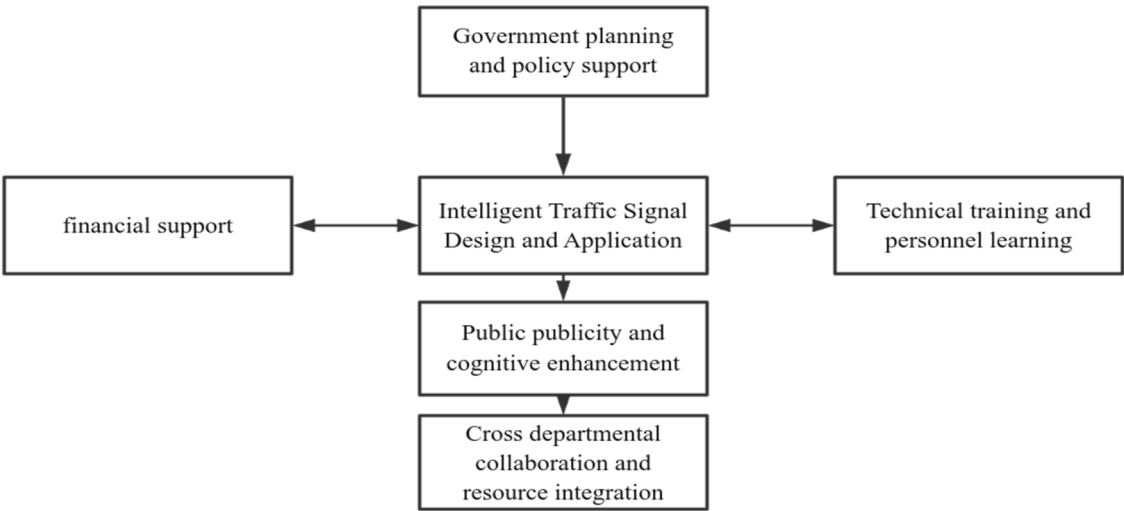 Government planning
and policy support
financial support
Intelligent Traffic Signal
Design and Application
Technical training and
personnel learning
Public publicity and
cognitive enhancement
Cross departmental
collaboration and
resource integration